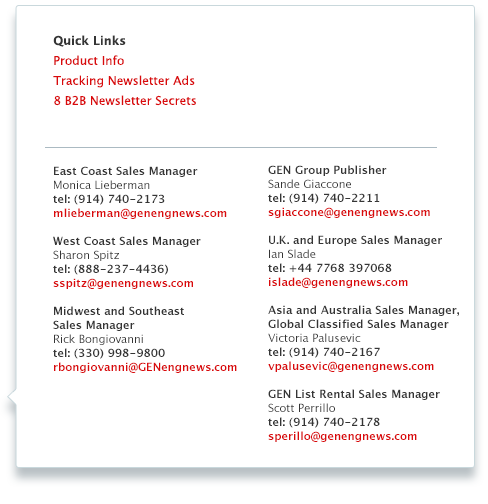 Quick Links
Product Info
Tracking Newsletter Ads
8 B2B Newsletter Secrets
East Coast Sales Manager
Monica Lieberman
tel: (914) 740-2173
mlieberman@genengnews.com
West Coast Sales Manager
Sharon Spitz
tel: (888-237-4436)
sspitz@genengnews.com
Midwest and Southeast
Sales Manager
Rick Bongiovanni
tel: (330) 998-9800
rbongiovanni@GENengnews.com
GEN Group Publisher
Sande Giaccone
tel: (914) 740-2211
sgiaccone@genengnews.com
U.K. and Europe Sales Manager
Ian Slade
tel: +44 7768 397068
islade@genengnews.com
Asia and Australia Sales Manager,
Global Classified Sales Manager
Victoria Palusevic
tel: (914) 740-2167
vpalusevic@genengnews.com
GEN List Rental Sales Manager
Scott Perrillo
tel: (914) 740-2178
sperillo@genengnews.com